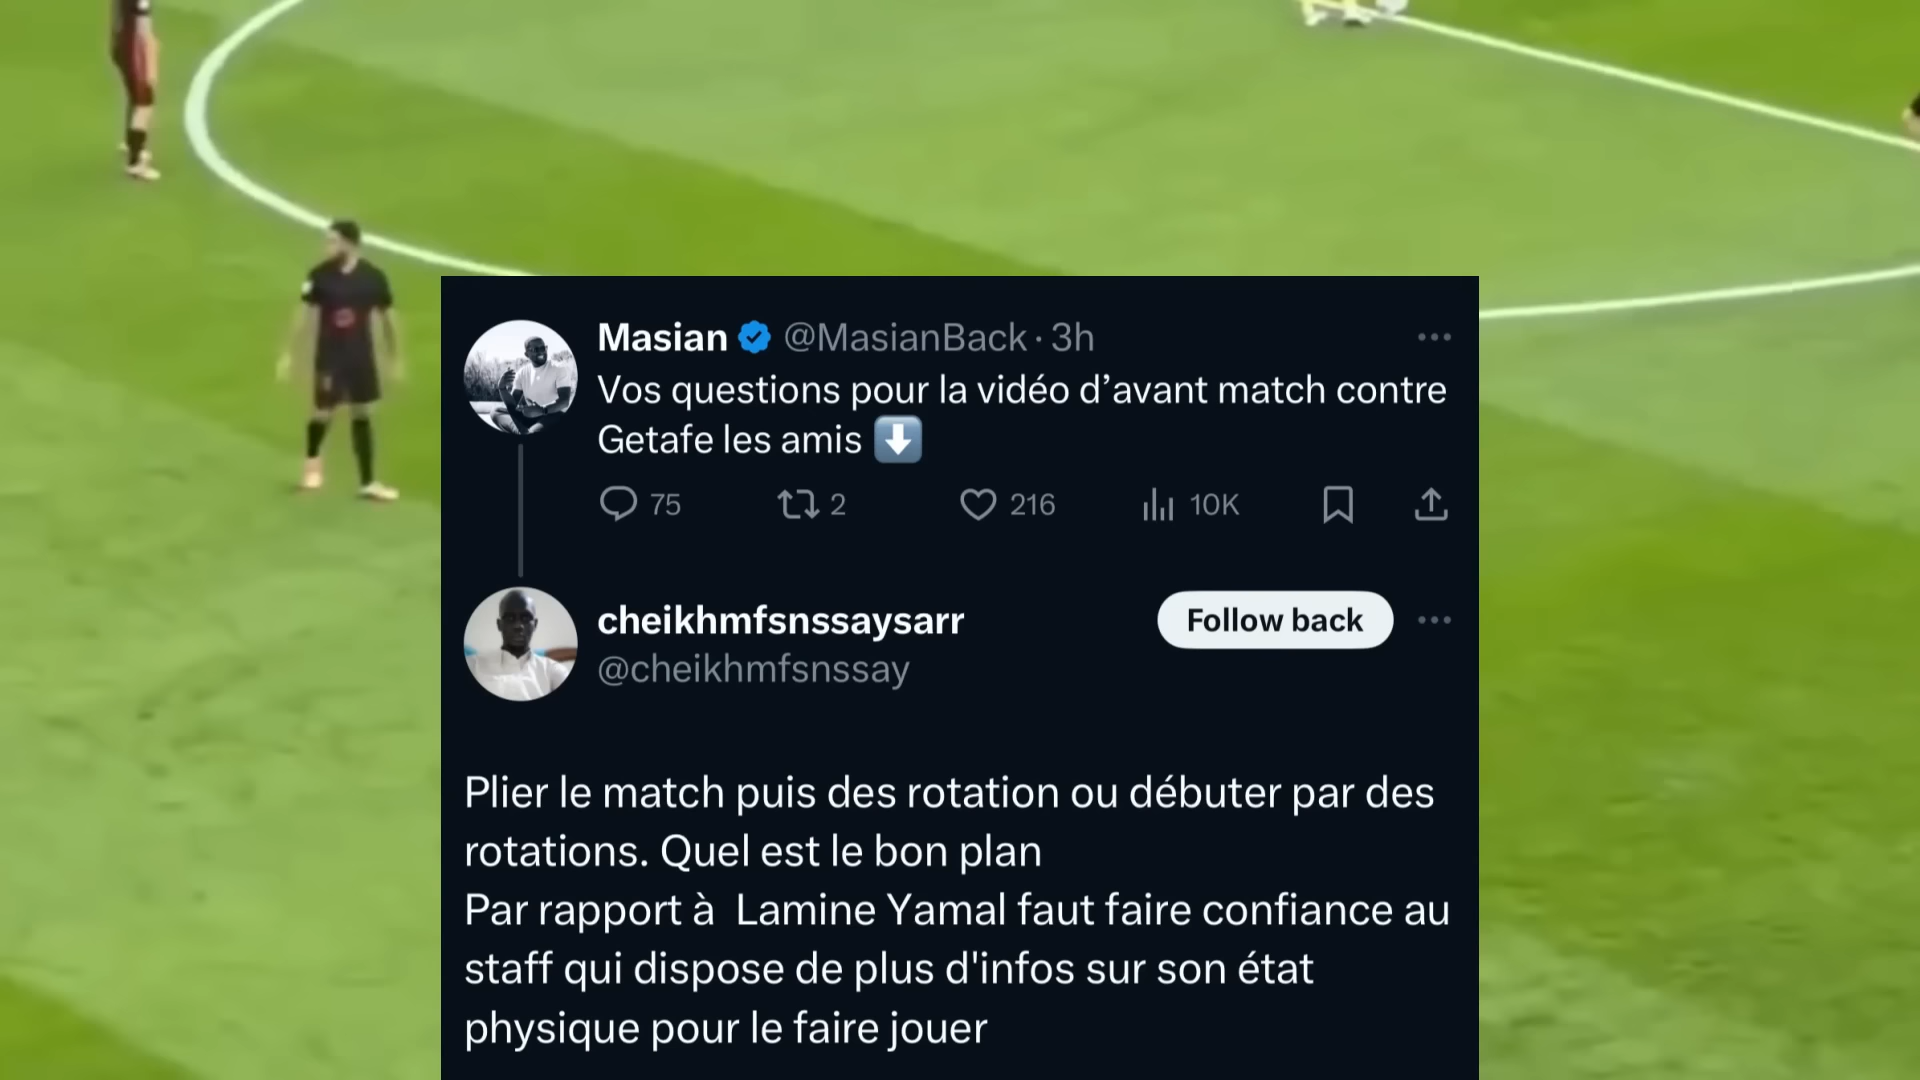 Masian @MasianBack · 3h
Vos questions pour la vidéo d’avant match contre
Getafe les amis ⬇️
75 2 216 10K
cheikhmfsnssaysarr Follow back
@cheikhmfsnssay
Plier le match puis des rotation ou débuter par des
rotations. Quel est le bon plan
Par rapport à  Lamine Yamal faut faire confiance au
staff qui dispose de plus d'infos sur son état
physique pour le faire jouer